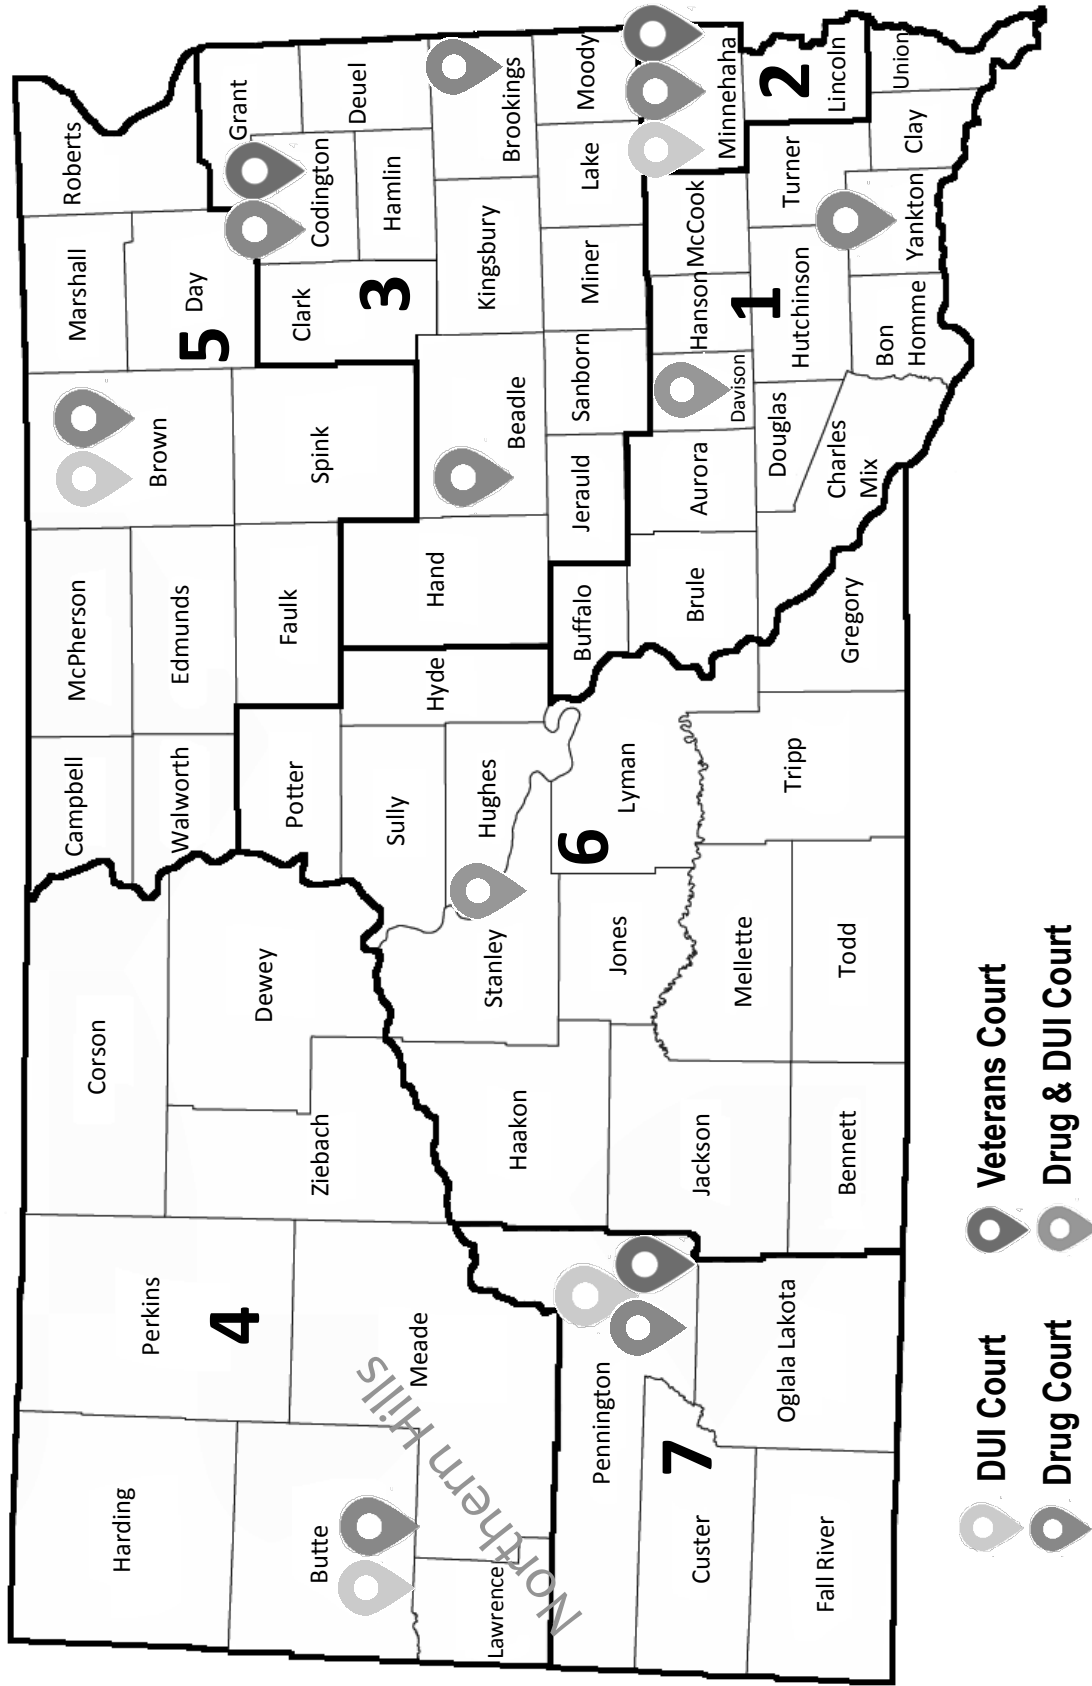 Harding
Perkins
Corson
Campbell
McPherson
Brown
Marshall
Roberts
Butte
4
Ziebach
Dewey
Walworth
Edmunds
Day
5
Grant
Meade
Northern Hills
Lawrence
Potter
Faulk
Spink
Clark
Codington
Deuel
3
Hamlin
Sully
Hyde
Hand
Beadle
Kingsbury
Brookings
Haakon
Stanley
Hughes
Pennington
7
Jackson
Jones
6
Lyman
Buffalo
Jerauld
Sanborn
Miner
Lake
Moody
Custer
Brule
Aurora
Davison
Hanson
McCook
Minnehaha
1
2
Oglala Lakota
Mellette
Tripp
Douglas
Hutchinson
Turner
Lincoln
Fall River
Bennett
Todd
Gregory
Charles
Mix
Bon
Homme
Yankton
Clay
Union
DUI Court
Veterans Court
Drug Court
Drug & DUI Court